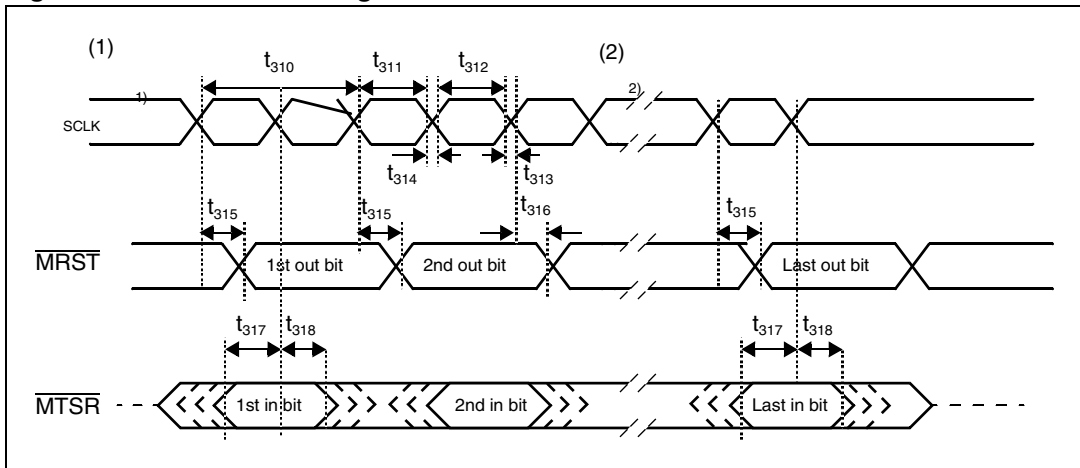 (1) (2)
t310 t311 t312
1) 2)
SCLK
t314 t313
t315 t315 t316 t315
MRST 1st out bit 2nd out bit Last out bit
t317 t318 t317 t318
MTSR 1st in bit 2nd in bit Last in bit